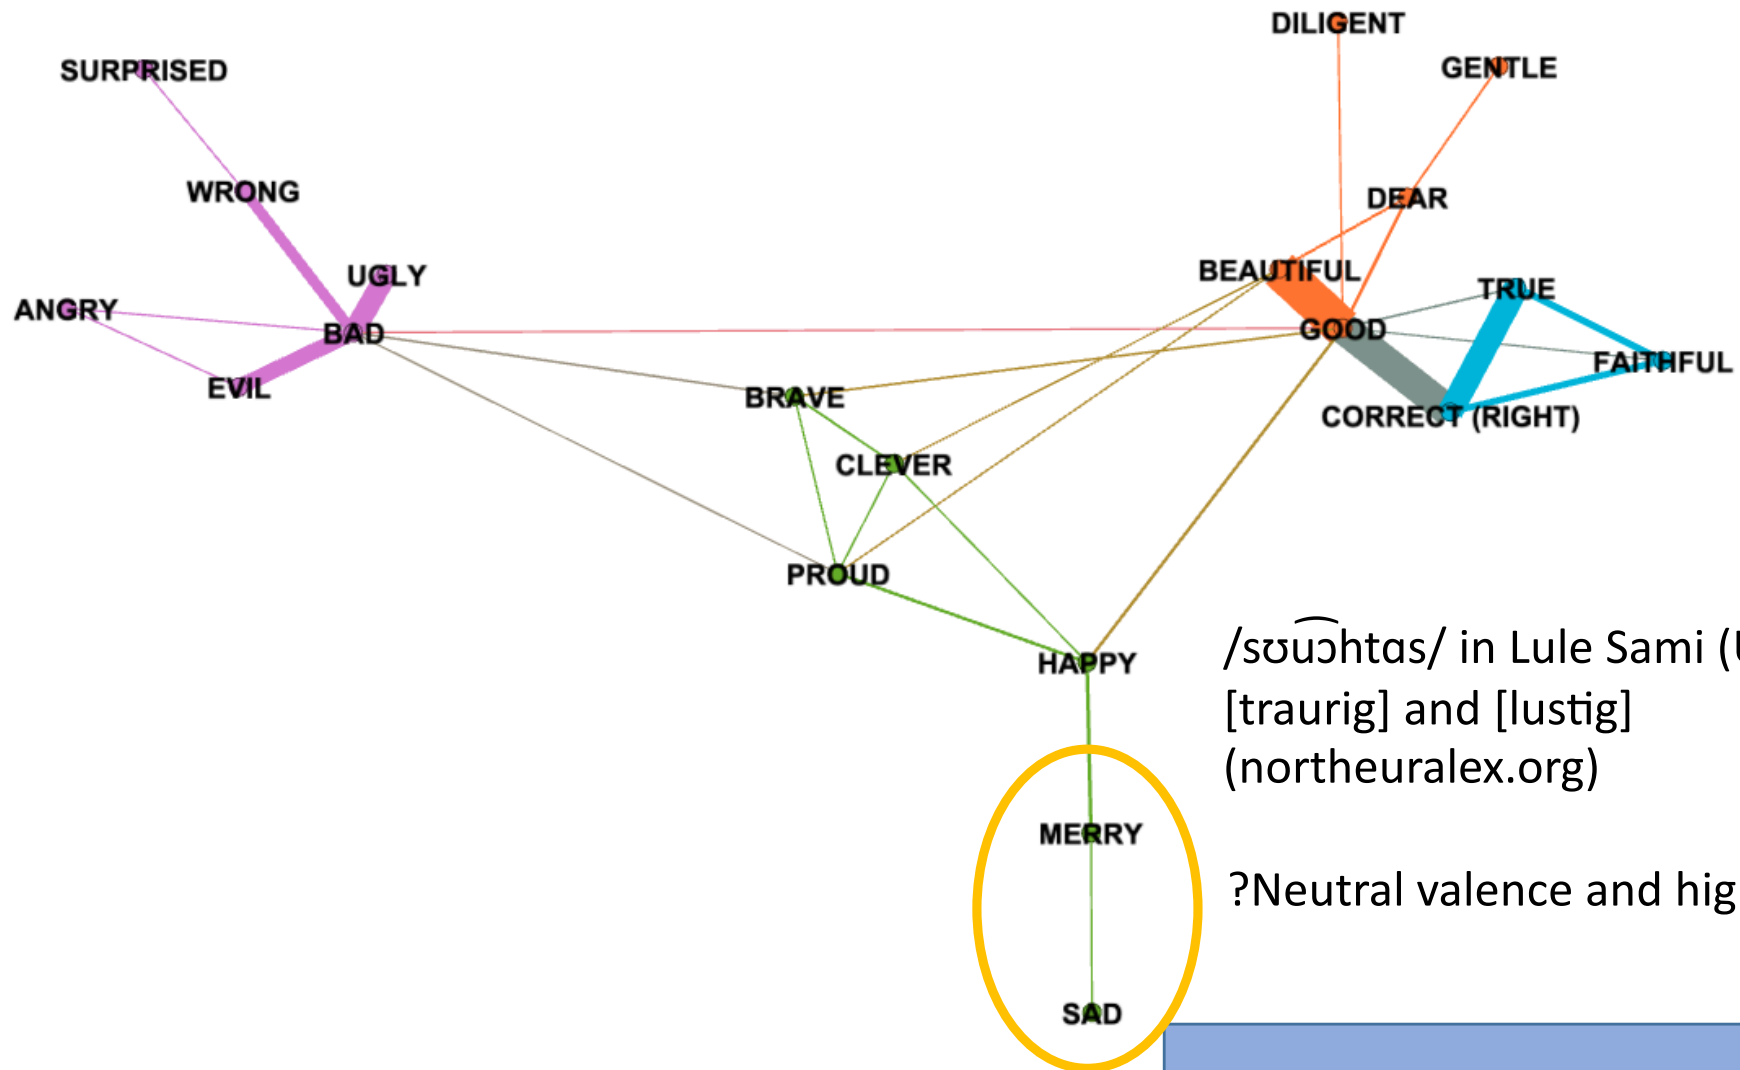 DILIGENT
SURPRISED
GENTLE
WRONG
DEAR
UGLY
BEAUTIFUL
TRUE
ANGRY
BAD
GOOD
FAITHFUL
EVIL
BRAVE
CORRECT (RIGHT)
CLEVER
PROUD
HAPPY
/sʊu͡ɔhtɑs/ in Lule Sami (
[traurig] and [lustig]
(northeuralex.org)
MERRY
?Neutral valence and hig
SAD